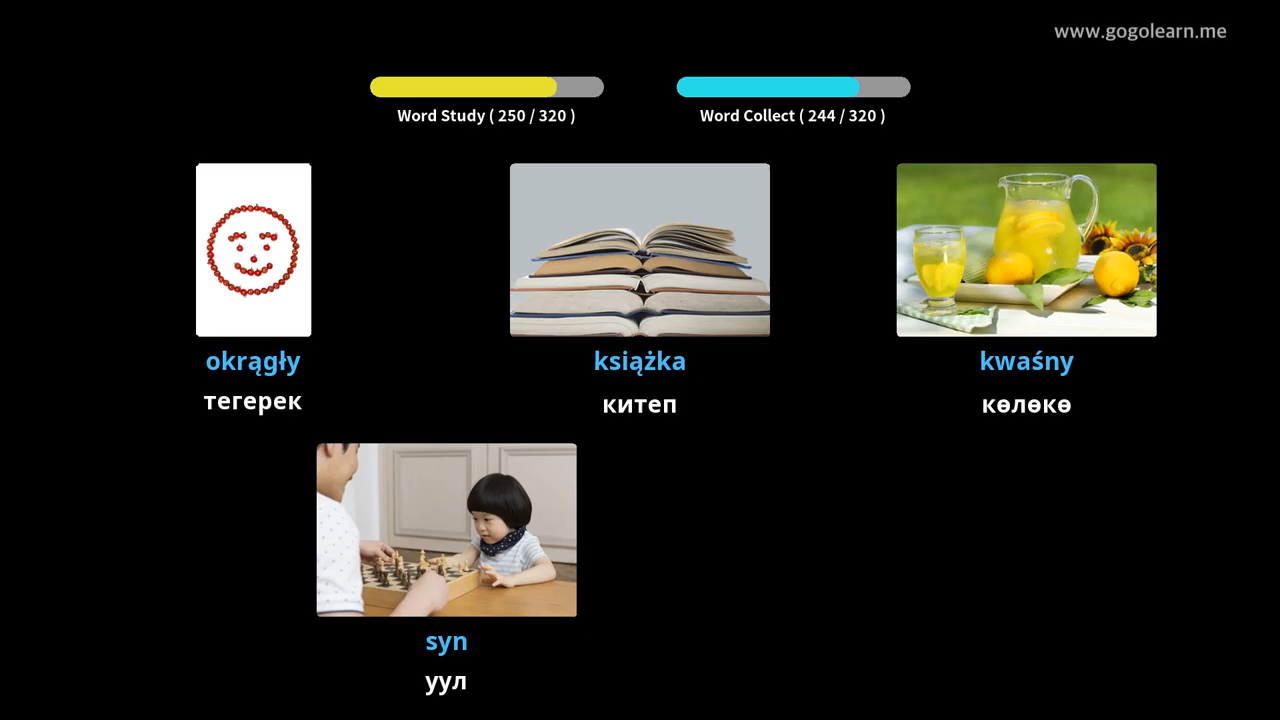 www.gogolearn.me
Word Study ( 250 / 320 )
Word Collect ( 244 / 320 )
okrągły
тегерек
książka
китеп
kwaśny
көлөкө
syn
уул